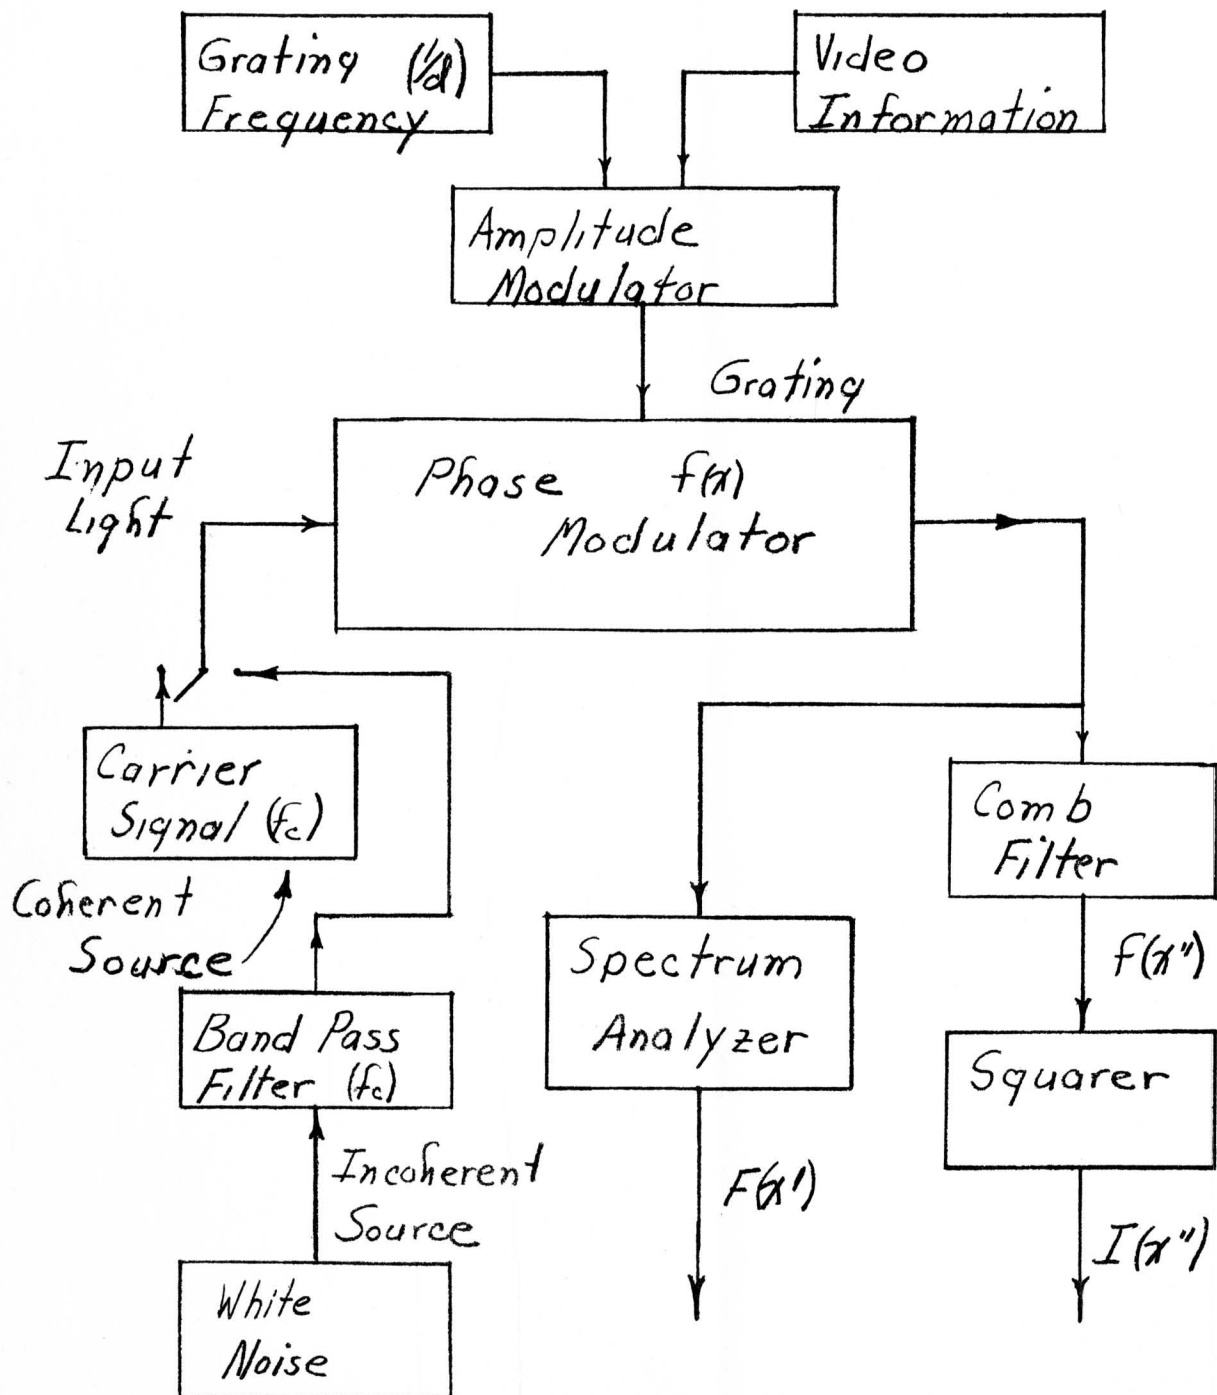 Grating (1/d)
Frequency
Video
Information
Amplitude
Modulator
Grating
Input
Light
Phase f(x)
Modulator
Carrier
Signal (fc)
Coherent
Source
Comb
Filter
Spectrum
Analyzer
f(x")
Band Pass
Filter (fc)
Squarer
Incoherent
Source
F(x')
I(x")
White
Noise